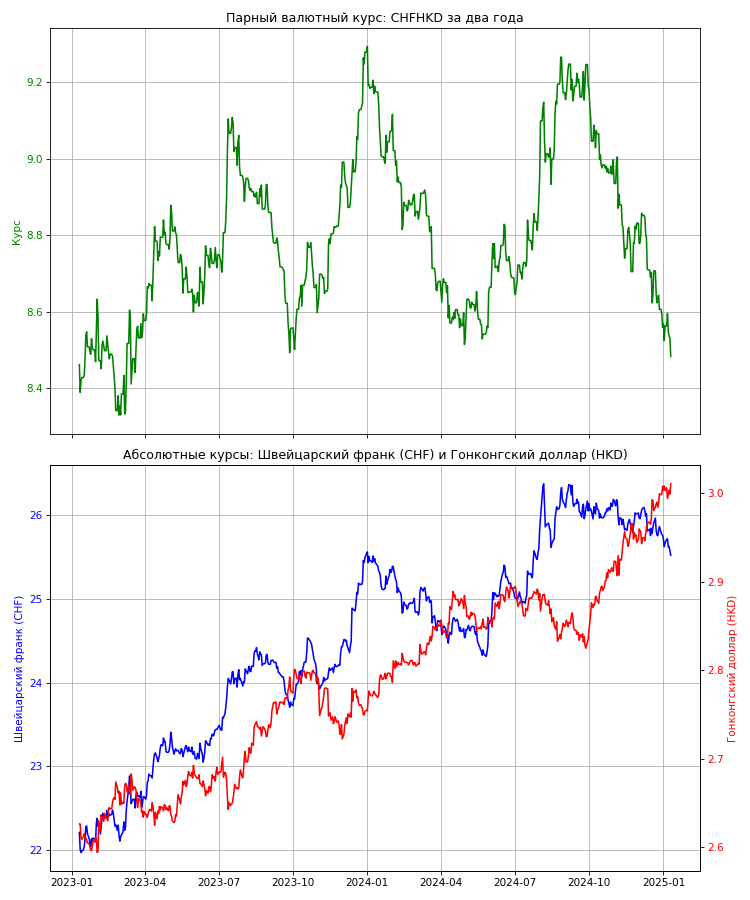 Парный валютный курс: CHFHKD за два года
9.2
9.0
8.8
8.6
8.4
Курс
Абсолютные курсы: Швейцарский франк (CHF) и Гонконгский доллар (HKD)
26
25
24
23
22
Швейцарский франк (CHF)
3.0
2.9
2.8
2.7
2.6
Гонконгский доллар (HKD)
2023-01 2023-04 2023-07 2023-10 2024-01 2024-04 2024-07 2024-10 2025-01